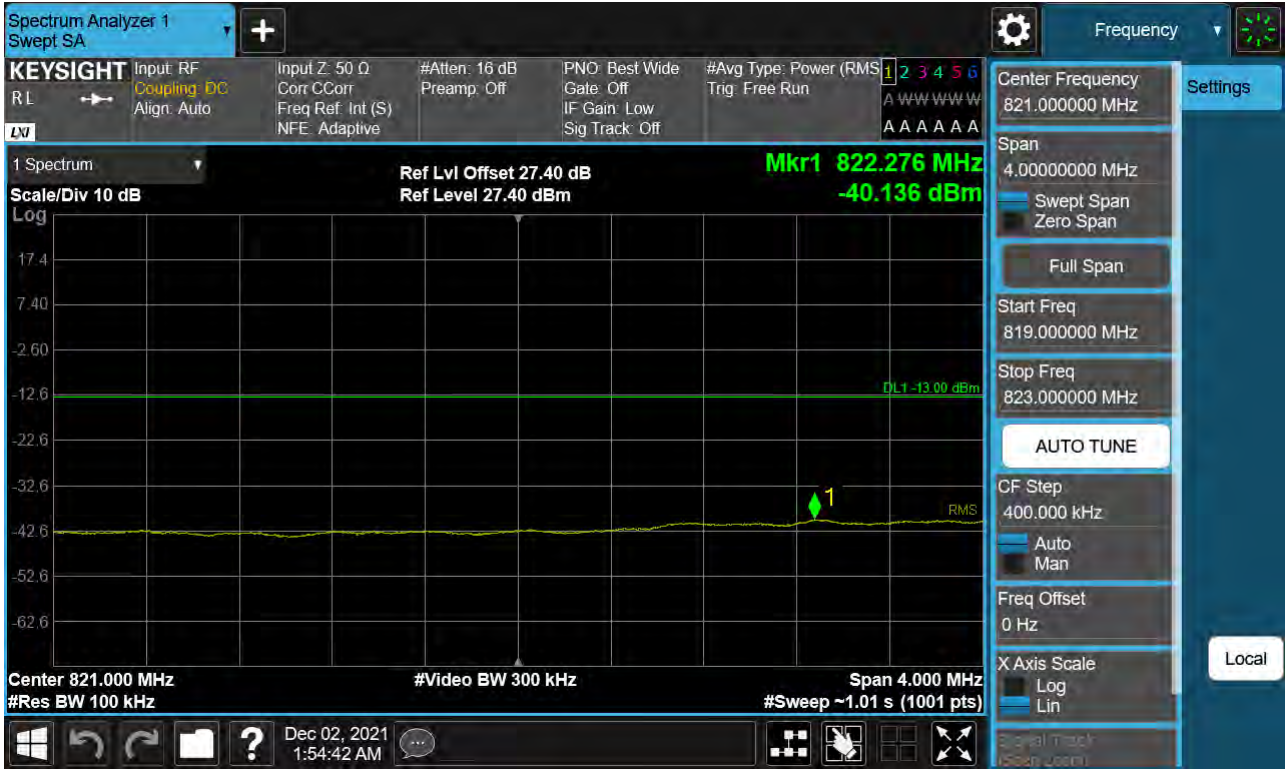 Spectrum Analyzer 1
Swept SA
Frequency
KEYSIGHT
RL
LXI
Input: RF
Coupling: DC
Align: Auto
Input Z: 50 Ω
Corr CCorr
Freq Ref: Int (S)
NFE: Adaptive
#Atten: 16 dB
Preamp: Off
PNO: Best Wide
Gate: Off
IF Gain: Low
Sig Track: Off
#Avg Type: Power (RMS
Trig: Free Run
1 2 3 4 5 6
A W W W W W
A A A A A A
1 Spectrum
Scale/Div 10 dB
Ref Lvl Offset 27.40 dB
Ref Level 27.40 dBm
Mkr1 822.276 MHz
-40.136 dBm
Log
17.4
7.40
-2.60
-12.6
-22.6
-32.6
-42.6
-52.6
-62.6
DL1 -13.00 dBm
1
RMS
Center 821.000 MHz
#Res BW 100 kHz
#Video BW 300 kHz
Span 4.000 MHz
#Sweep ~1.01 s (1001 pts)
Center Frequency
821.000000 MHz
Span
4.00000000 MHz
Swept Span
Zero Span
Full Span
Start Freq
819.000000 MHz
Stop Freq
823.000000 MHz
AUTO TUNE
CF Step
400.000 kHz
Auto
Man
Freq Offset
0 Hz
X Axis Scale
Log
Lin
Signal Track
(Span Zoom)
Settings
Local
?
Dec 02, 2021
1:54:42 AM